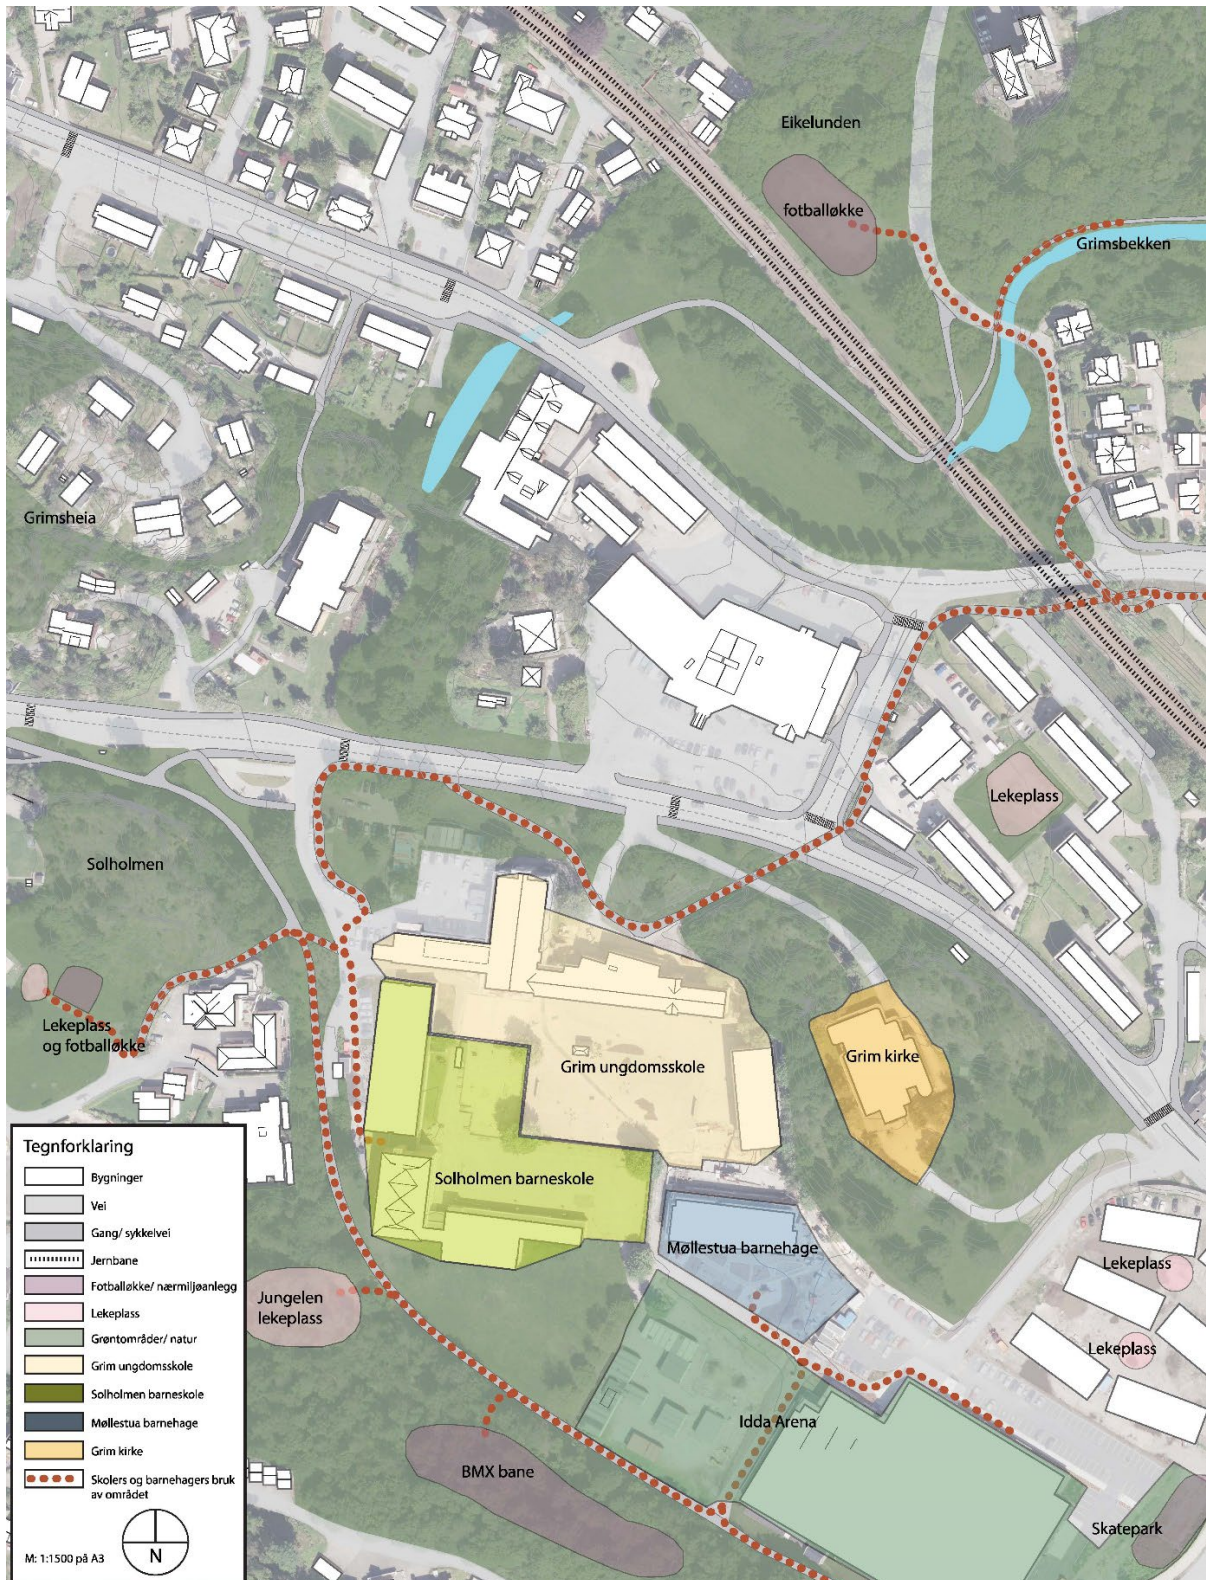 Eikelunden
fotballøkke
Grimsbekken
Grimsheia
Lekeplass
Solholmen
Lekeplass
og fotballøkke
Grim ungdomsskole
Grim kirke
Solholmen barneskole
Møllestua barnehage
Jungelen
lekeplass
Lekeplass
Lekeplass
Idda Arena
BMX bane
Skatepark
Tegnforklaring
Bygninger
Vei
Gang/ sykkelvei
Jernbane
Fotballøkke/ nærmiljøanlegg
Lekeplass
Grøntområder/ natur
Grim ungdomsskole
Solholmen barneskole
Møllestua barnehage
Grim kirke
Skolers og barnehagers bruk
av området
N
M: 1:1500 på A3